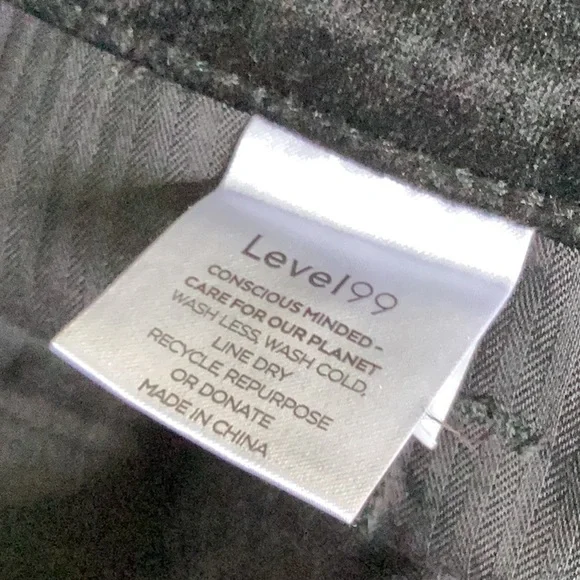 Level99
CONSCIOUS MINDED-
CARE FOR OUR PLANET
WASH LESS, WASH COLD,
LINE DRY
RECYCLE REPURPOSE
OR DONATE
MADE IN CHINA